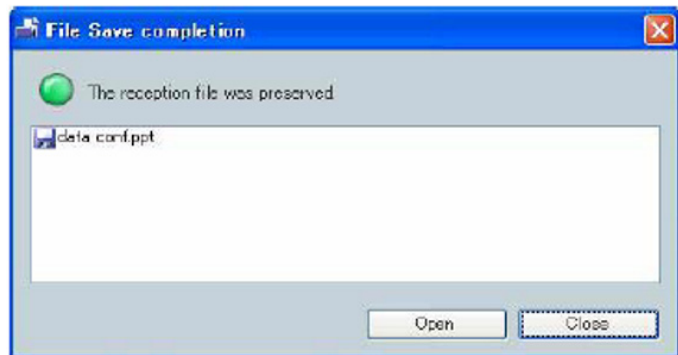 File Save completion
The reception file was preserved
data conf.ppt
Open
Close